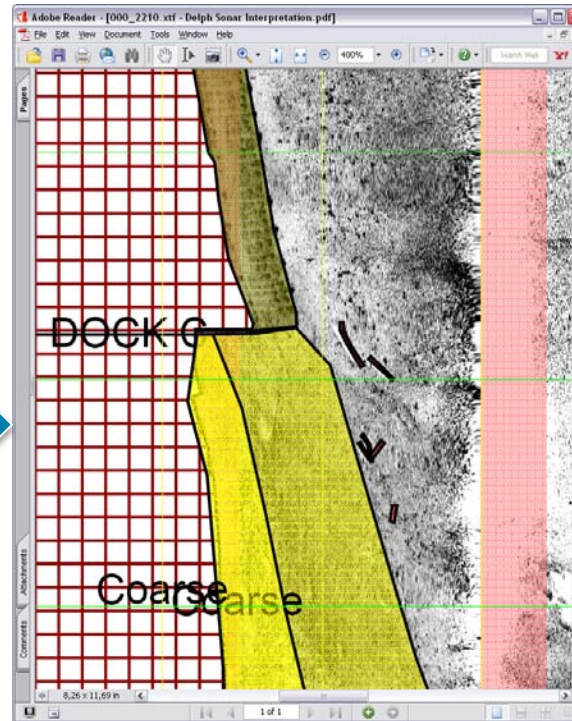 Adobe Reader - [000_2210.xtf - Delph Sonar Interpretation.pdf]
File Edit View Document Tools Window Help
400%
Search Web
Y!
Pages
DOCK C
Coarse
Coarse
Attachments
Comments
8,26 x 11,69 in
1 of 1